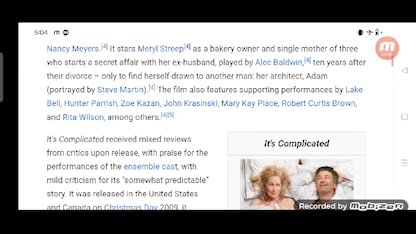 5:04
Nancy Meyers.[4] It stars Meryl Streep[4] as a bakery owner and single mother of three
who starts a secret affair with her ex-husband, played by Alec Baldwin,[4] ten years after
their divorce – only to find herself drawn to another man: her architect, Adam
(portrayed by Steve Martin).[4] The film also features supporting performances by Lake
Bell, Hunter Parrish, Zoe Kazan, John Krasinski, Mary Kay Place, Robert Curtis Brown,
and Rita Wilson, among others.[4][5]
It's Complicated received mixed reviews
from critics upon release, with praise for the
performances of the ensemble cast, with
mild criticism for its "somewhat predictable"
story. It was released in the United States
and Canada on Christmas Day 2009, it
It's Complicated
Recorded by Mobizen